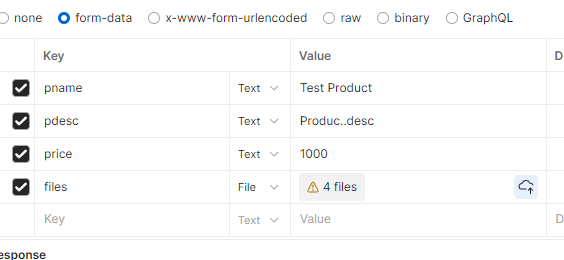 none form-data x-www-form-urlencoded raw binary GraphQL
Key Value D
pname Text Test Product
pdesc Text Produc..desc
price Text 1000
files File 4 files
Key Text Value D
esponse